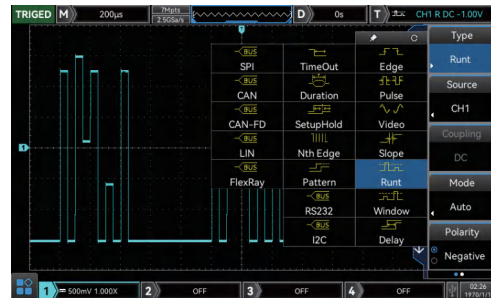 TRIGED M 200μs 7Mpts 2.5GSa/s D 0s T CH1 R DC -1.00V
Type
Runt
Source
CH1
Coupling
DC
Mode
Auto
Polarity
Negative
BUS
SPI TimeOut Edge
BUS
CAN Duration Pulse
BUS
CAN-FD SetupHold Video
BUS
LIN Nth Edge Slope
BUS
FlexRay Pattern Runt
BUS
RS232 Window
BUS
I2C Delay
1 500mV 1.000X 2 OFF 3 OFF 4 OFF 02:26
1970/1/1